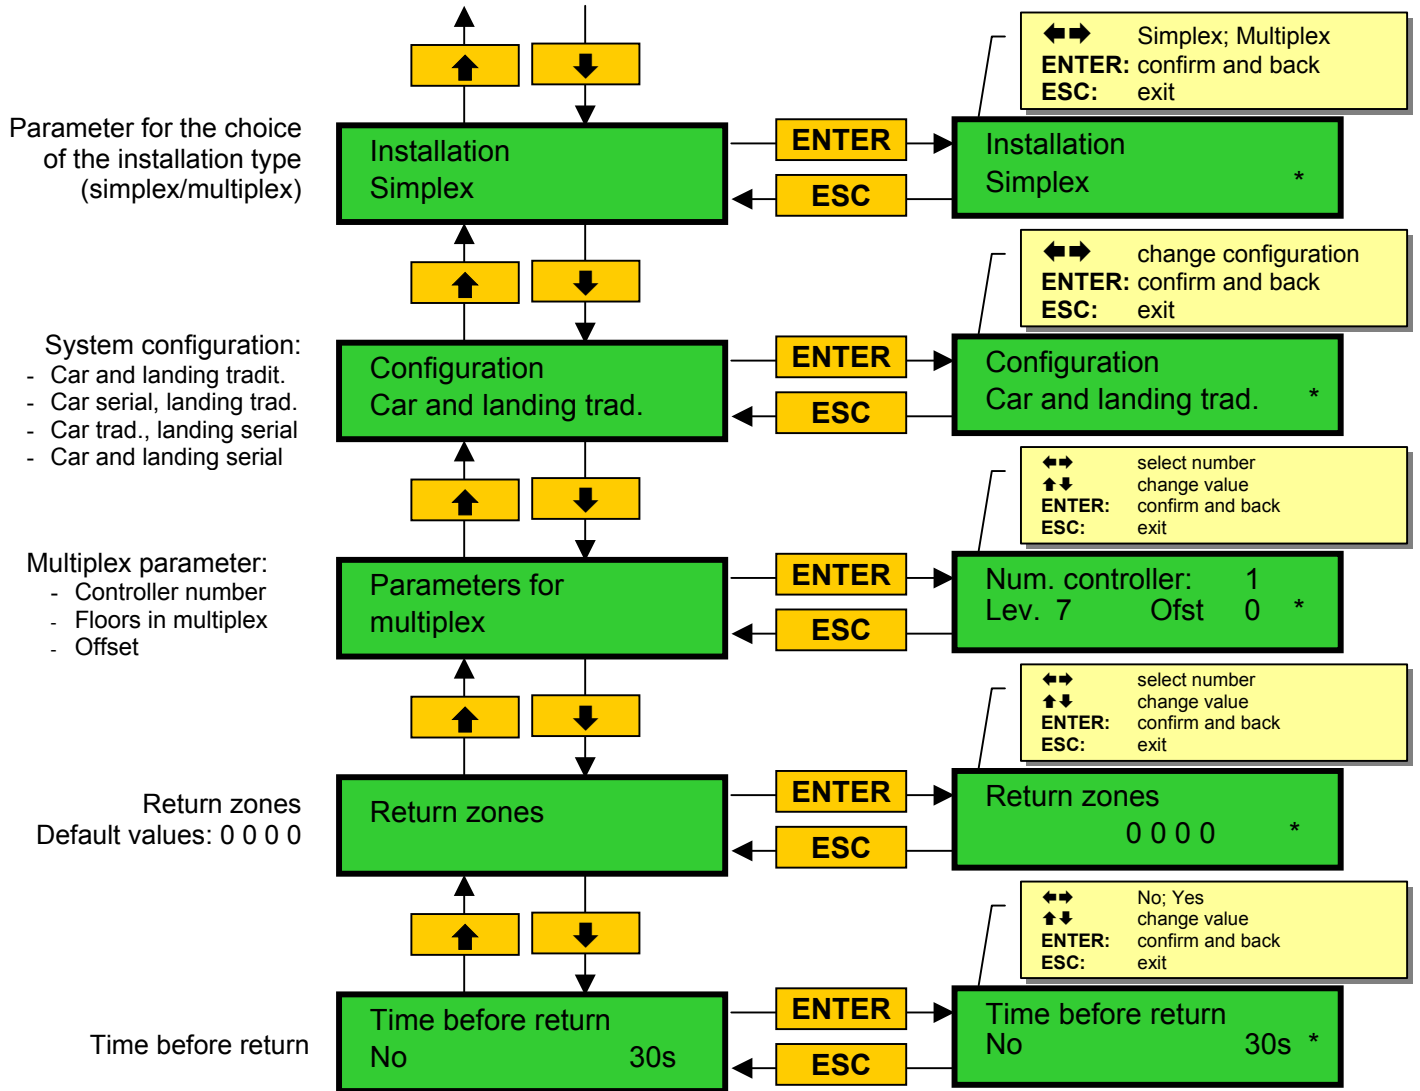 Simplex; Multiplex
ENTER: confirm and back
ESC: exit
Parameter for the choice
of the installation type
(simplex/multiplex)
Installation
Simplex
ENTER
ESC
Installation
Simplex *
change configuration
ENTER: confirm and back
ESC: exit
System configuration:
- Car and landing tradit.
- Car serial, landing trad.
- Car trad., landing serial
- Car and landing serial
Configuration
Car and landing trad.
ENTER
ESC
Configuration
Car and landing trad. *
select number
change value
ENTER: confirm and back
ESC: exit
Multiplex parameter:
- Controller number
- Floors in multiplex
- Offset
Parameters for
multiplex
ENTER
ESC
Num. controller: 1
Lev. 7 Ofst 0 *
select number
change value
ENTER: confirm and back
ESC: exit
Return zones
Default values: 0 0 0 0
Return zones
ENTER
ESC
Return zones
0 0 0 0 *
No; Yes
change value
ENTER: confirm and back
ESC: exit
Time before return
Time before return
No 30s
ENTER
ESC
Time before return
No 30s *